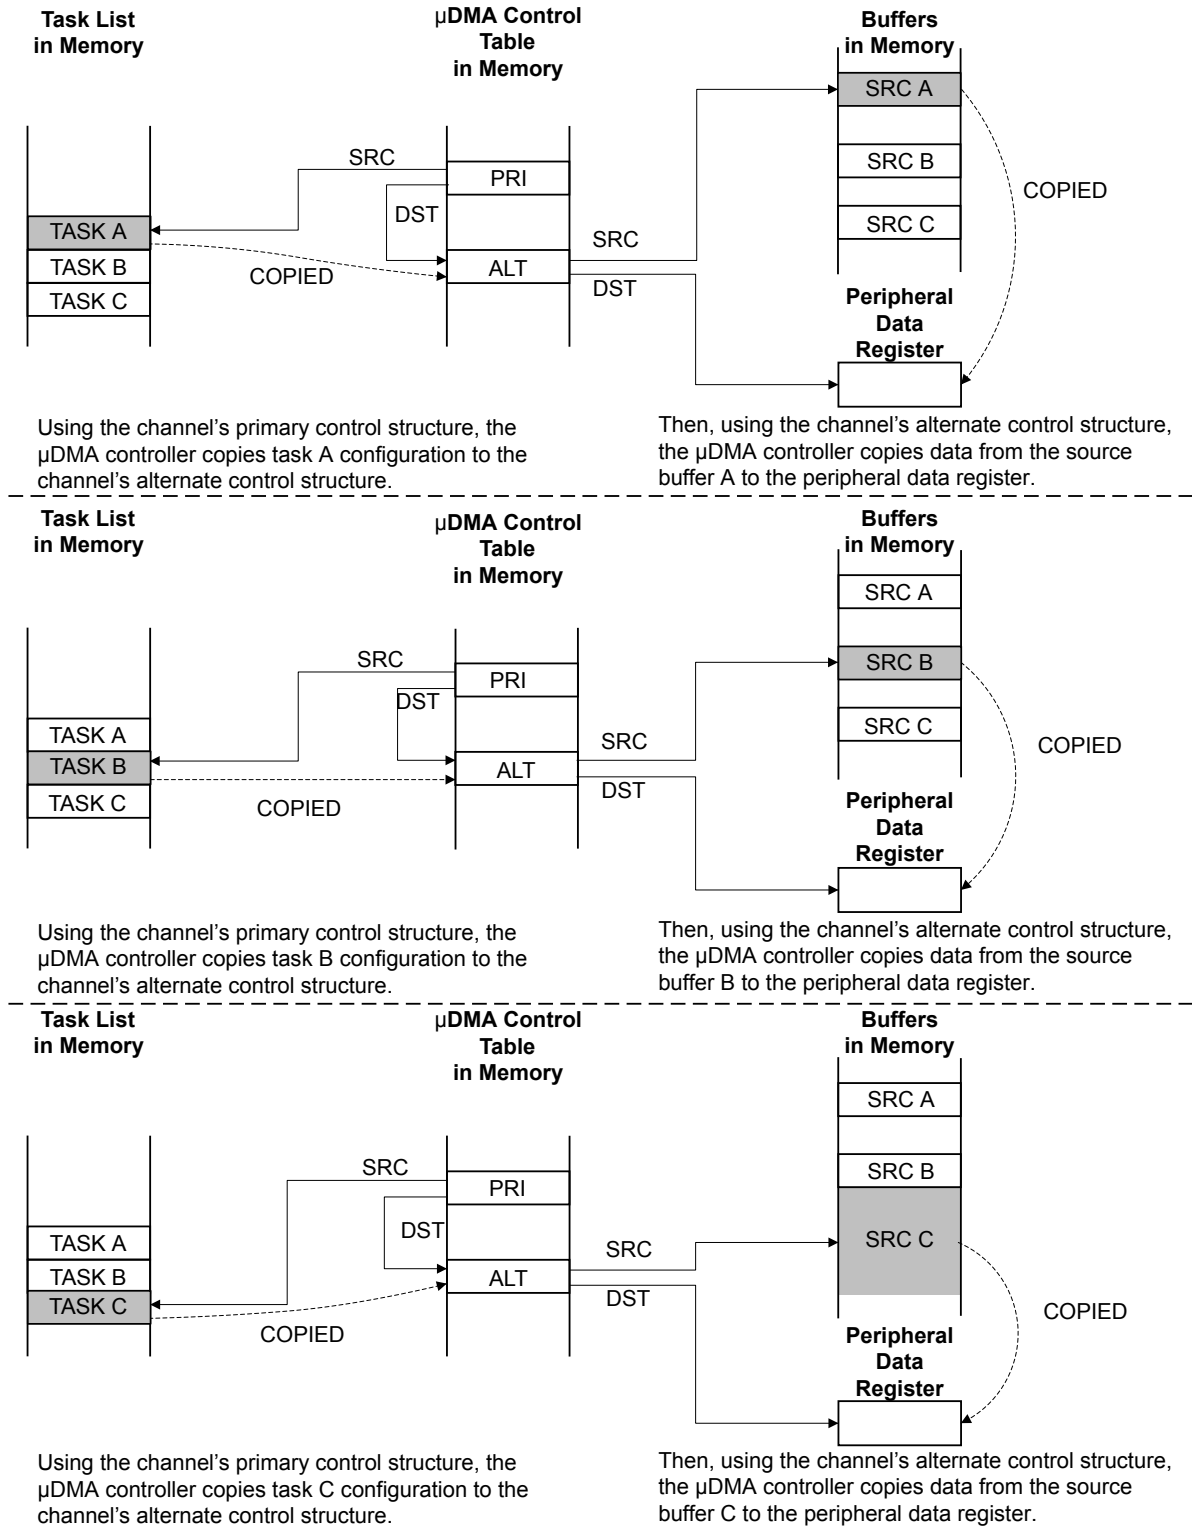 Task List
in Memory
µDMA Control
Table
in Memory
Buffers
in Memory
SRC A
SRC B
SRC C
COPIED
SRC
PRI
DST
TASK A
TASK B
TASK C
COPIED
ALT
SRC
DST
Peripheral
Data
Register
Using the channel's primary control structure, the
µDMA controller copies task A configuration to the
channel's alternate control structure.
Then, using the channel's alternate control structure,
the µDMA controller copies data from the source
buffer A to the peripheral data register.
Task List
in Memory
µDMA Control
Table
in Memory
Buffers
in Memory
SRC A
SRC B
SRC C
COPIED
SRC
PRI
DST
TASK A
TASK B
TASK C
COPIED
ALT
SRC
DST
Peripheral
Data
Register
Using the channel's primary control structure, the
µDMA controller copies task B configuration to the
channel's alternate control structure.
Then, using the channel's alternate control structure,
the µDMA controller copies data from the source
buffer B to the peripheral data register.
Task List
in Memory
µDMA Control
Table
in Memory
Buffers
in Memory
SRC A
SRC B
SRC C
COPIED
SRC
PRI
DST
TASK A
TASK B
TASK C
COPIED
ALT
SRC
DST
Peripheral
Data
Register
Using the channel's primary control structure, the
µDMA controller copies task C configuration to the
channel's alternate control structure.
Then, using the channel's alternate control structure,
the µDMA controller copies data from the source
buffer C to the peripheral data register.